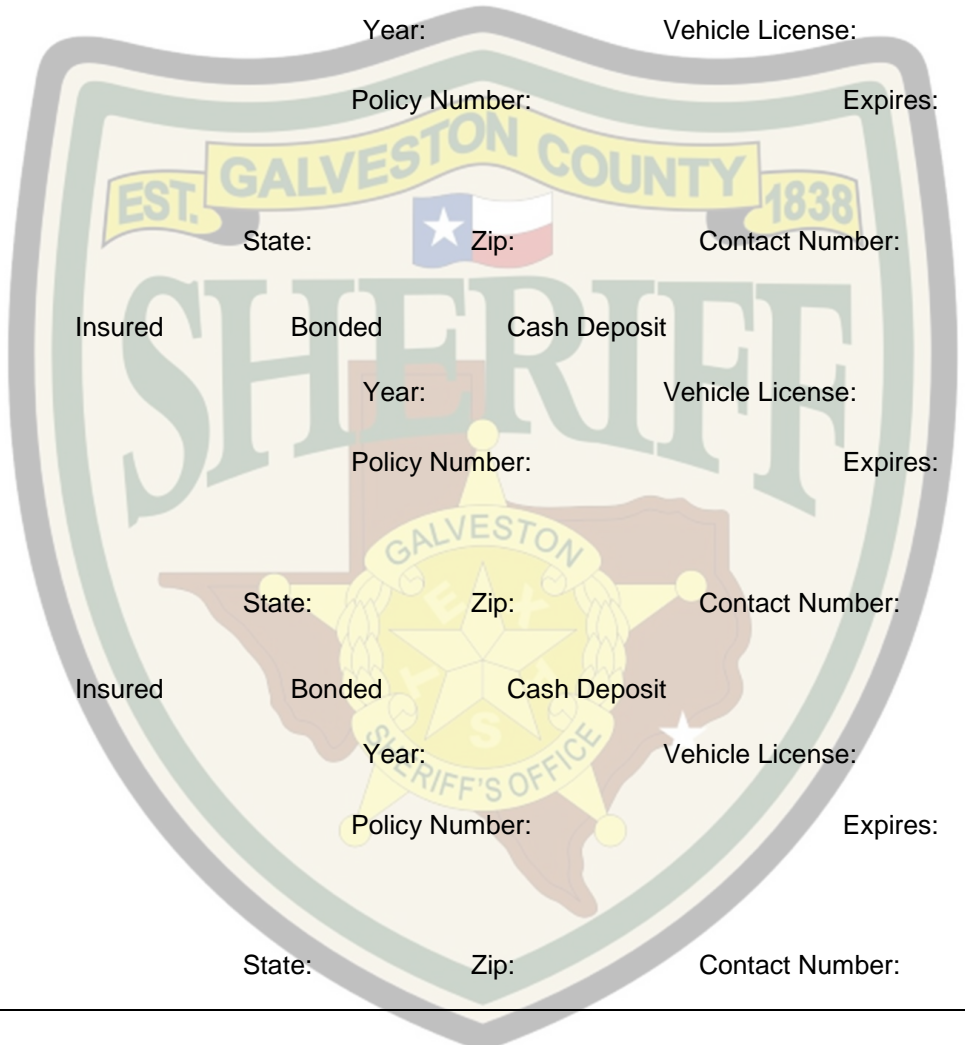 Year: Vehicle License:
Policy Number: Expires:
EST. GALVESTON COUNTY 1838
State: Zip: Contact Number:
SHERIFF
Insured Bonded Cash Deposit
Year: Vehicle License:
Policy Number: Expires:
GALVESTON
TEXAS
State: Zip: Contact Number:
Insured Bonded Cash Deposit
SHERIFF'S OFFICE
Year: Vehicle License:
Policy Number: Expires:
State: Zip: Contact Number: